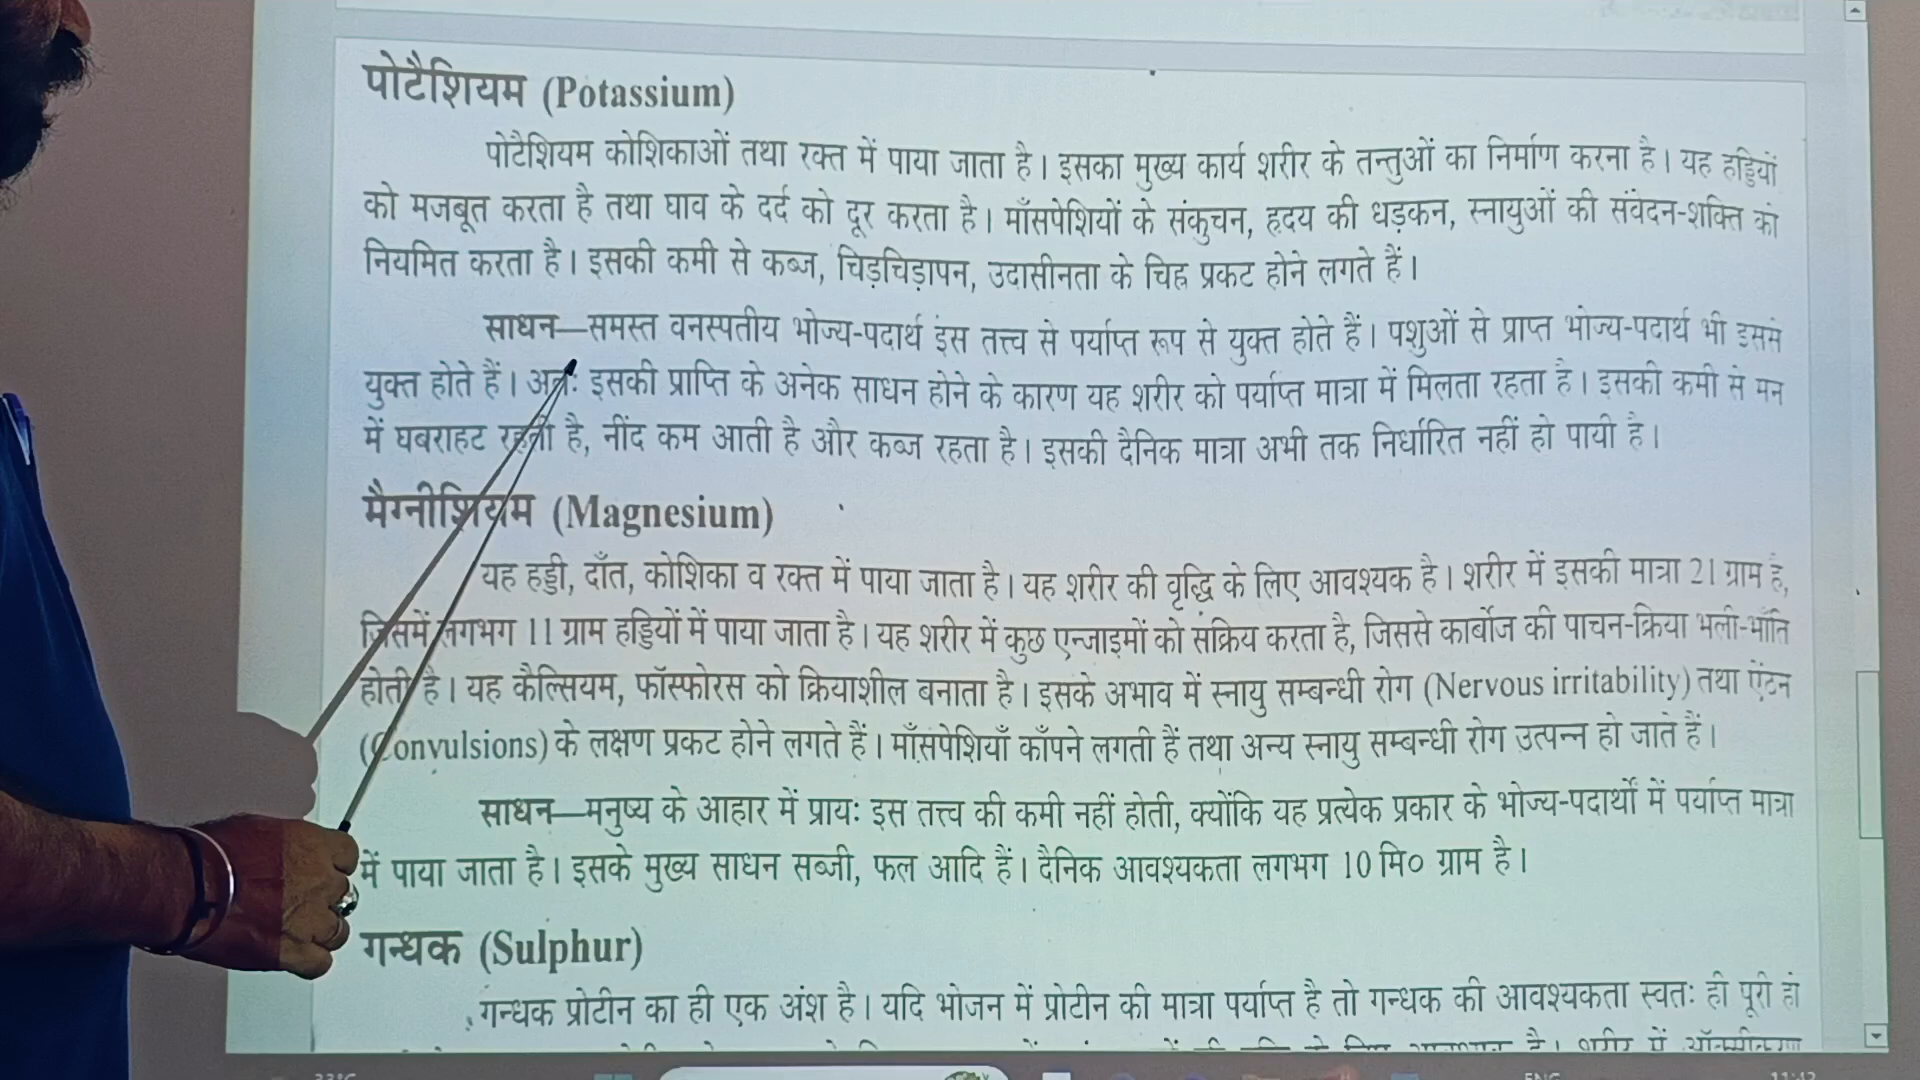 पोटैशियम (Potassium)
पोटैशियम कोशिकाओं तथा रक्त में पाया जाता है। इसका मुख्य कार्य शरीर के तन्तुओं का निर्माण करना है। यह हड्डियों
को मजबूत करता है तथा घाव के दर्द को दूर करता है। माँसपेशियों के संकुचन, हृदय की धड़कन, स्नायुओं की संवेदन-शक्ति को
नियमित करता है। इसकी कमी से कब्ज, चिड़चिड़ापन, उदासीनता के चिह्न प्रकट होने लगते हैं।
साधन—समस्त वनस्पतीय भोज्य-पदार्थ इस तत्त्व से पर्याप्त रूप से युक्त होते हैं। पशुओं से प्राप्त भोज्य-पदार्थ भी इससे
युक्त होते हैं। अतः इसकी प्राप्ति के अनेक साधन होने के कारण यह शरीर को पर्याप्त मात्रा में मिलता रहता है। इसकी कमी से मन
में घबराहट रहती है, नींद कम आती है और कब्ज रहता है। इसकी दैनिक मात्रा अभी तक निर्धारित नहीं हो पायी है।
मैग्नीशियम (Magnesium)
यह हड्डी, दाँत, कोशिका व रक्त में पाया जाता है। यह शरीर की वृद्धि के लिए आवश्यक है। शरीर में इसकी मात्रा 21 ग्राम है,
जिसमें लगभग 11 ग्राम हड्डियों में पाया जाता है। यह शरीर में कुछ एन्जाइमों को सक्रिय करता है, जिससे कार्बोज की पाचन-क्रिया भली-भाँति
होती है। यह कैल्सियम, फॉस्फोरस को क्रियाशील बनाता है। इसके अभाव में स्नायु सम्बन्धी रोग (Nervous irritability) तथा ऐंठन
(Convulsions) के लक्षण प्रकट होने लगते हैं। माँसपेशियाँ काँपने लगती हैं तथा अन्य स्नायु सम्बन्धी रोग उत्पन्न हो जाते हैं।
साधन—मनुष्य के आहार में प्रायः इस तत्त्व की कमी नहीं होती, क्योंकि यह प्रत्येक प्रकार के भोज्य-पदार्थों में पर्याप्त मात्रा
में पाया जाता है। इसके मुख्य साधन सब्जी, फल आदि हैं। दैनिक आवश्यकता लगभग 10 मि० ग्राम है।
गन्धक (Sulphur)
गन्धक प्रोटीन का ही एक अंश है। यदि भोजन में प्रोटीन की मात्रा पर्याप्त है तो गन्धक की आवश्यकता स्वतः ही पूरी हो